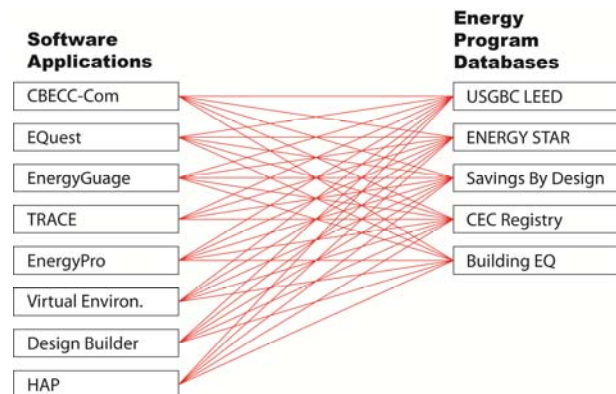 Software
Applications
CBECC-Com
EQuest
EnergyGuage
TRACE
EnergyPro
Virtual Environ.
Design Builder
HAP
Energy
Program
Databases
USGBC LEED
ENERGY STAR
Savings By Design
CEC Registry
Building EQ